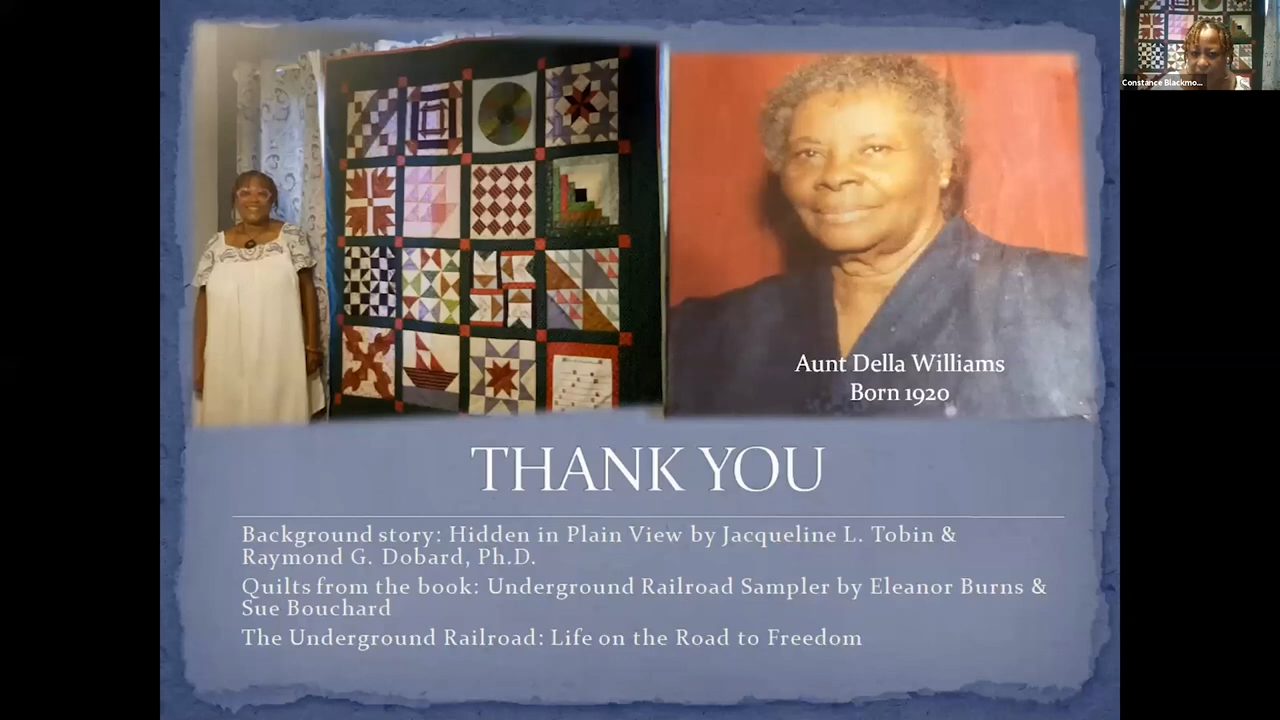 Constance Blackmo...
Aunt Della Williams
Born 1920
THANK YOU
Background story: Hidden in Plain View by Jacqueline L. Tobin &
Raymond G. Dobard, Ph.D.
Quilts from the book: Underground Railroad Sampler by Eleanor Burns &
Sue Bouchard
The Underground Railroad: Life on the Road to Freedom